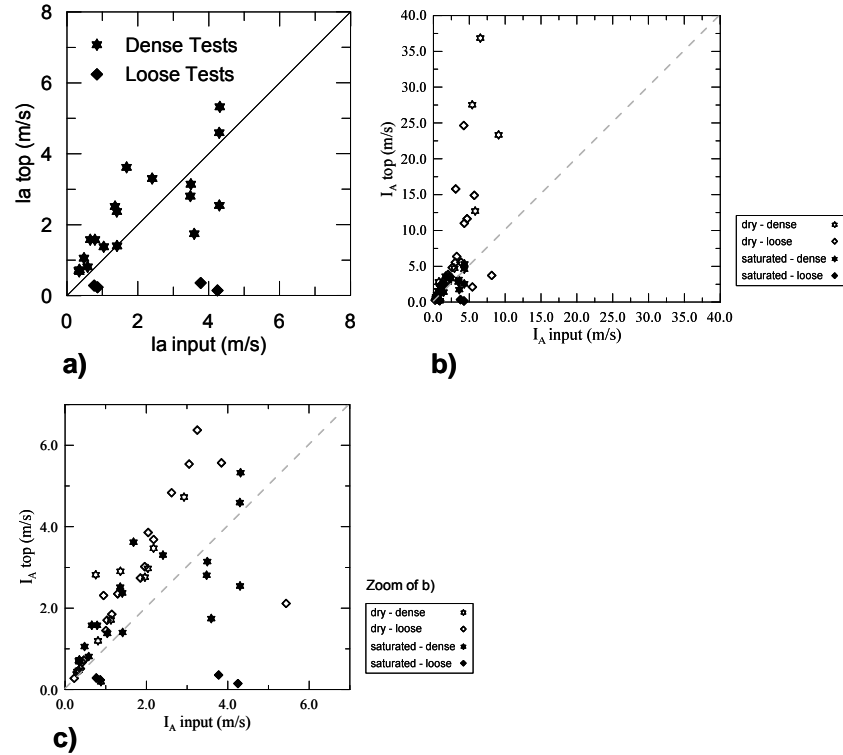 8
6
4
2
0
Ia top (m/s)
Dense Tests
Loose Tests
0 2 4 6 8
Ia input (m/s)
a)
40.0
35.0
30.0
25.0
20.0
15.0
10.0
5.0
0.0
I_A top (m/s)
0.0 5.0 10.0 15.0 20.0 25.0 30.0 35.0 40.0
I_A input (m/s)
b)
dry - dense
dry - loose
saturated - dense
saturated - loose
6.0
4.0
2.0
0.0
I_A top (m/s)
0.0 2.0 4.0 6.0
I_A input (m/s)
c)
Zoom of b)
dry - dense
dry - loose
saturated - dense
saturated - loose